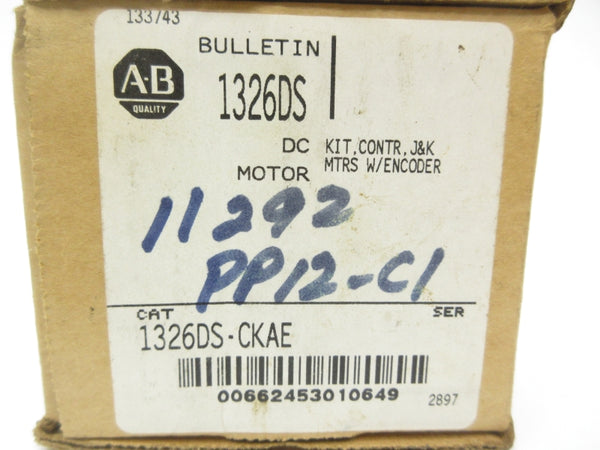 133743
A-B
QUALITY
BULLETIN
1326DS
DC MOTOR
KIT,CONTR,J&K
MTRS W/ENCODER
11292
PP12-C1
CAT
SER
1326DS-CKAE
00662453010649
2897